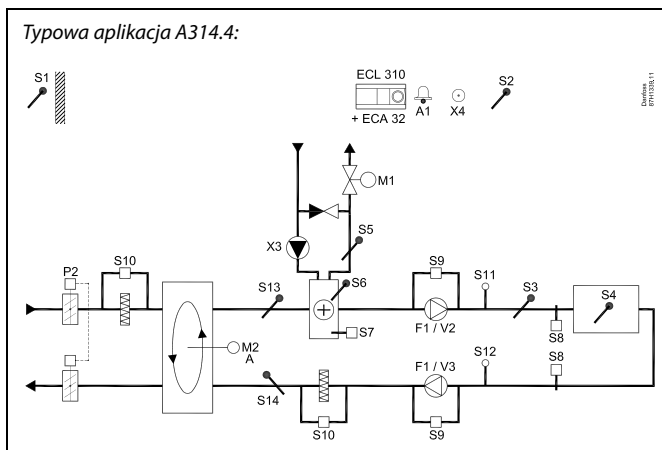 Typowa aplikacja A314.4:
S1
ECL 310
+ ECA 32
A1
X4
S2
Danfoss
87H1339.11
M1
X3
S5
P2
S10
S13
S6
S7
S9
F1 / V2
S11
S3
S4
S8
M2
A
S14
S10
F1 / V3
S9
S12
S8